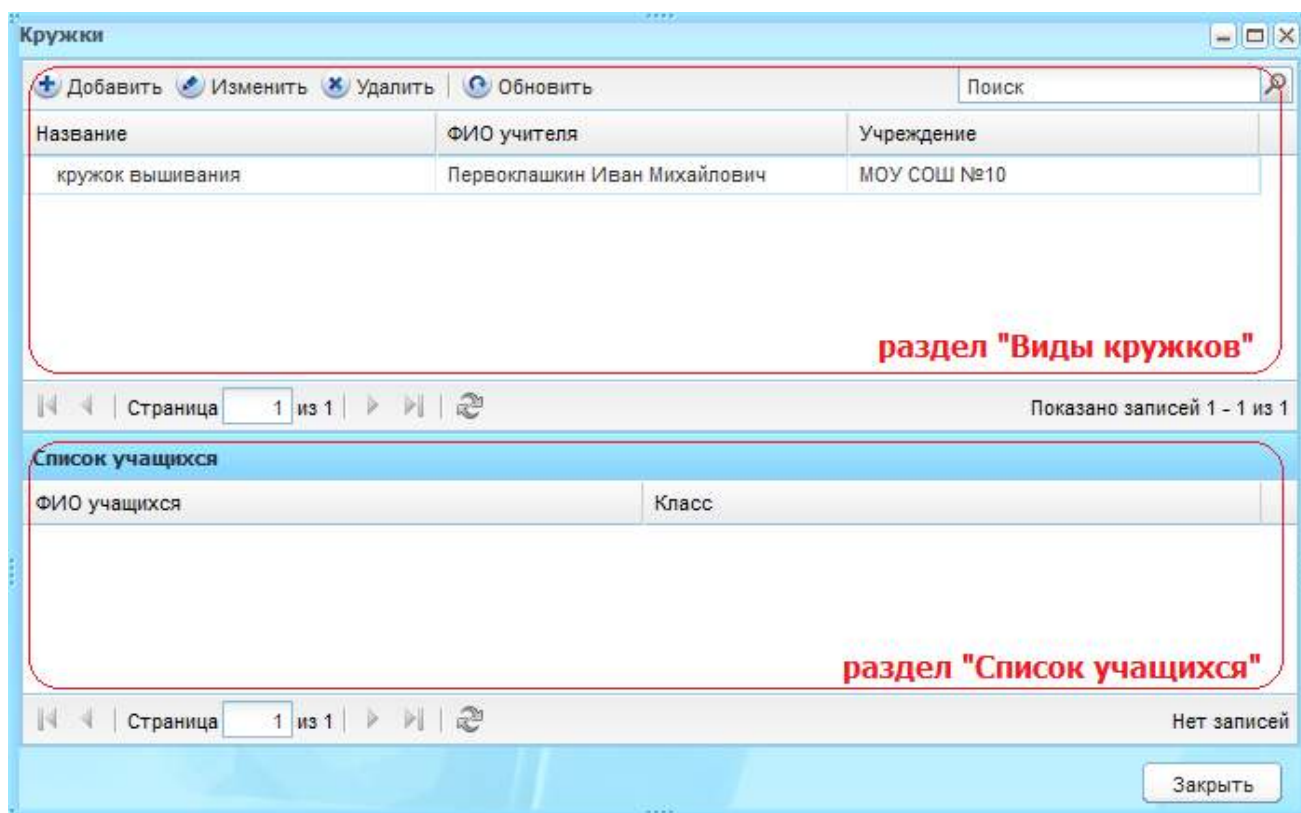 Кружки
Добавить Изменить Удалить Обновить Поиск
Название ФИО учителя Учреждение
кружок вышивания Первоклашкин Иван Михайлович МОУ СОШ №10
раздел "Виды кружков"
Страница 1 из 1 Показано записей 1 - 1 из 1
Список учащихся
ФИО учащихся Класс
раздел "Список учащихся"
Страница 1 из 1 Нет записей
Закрыть